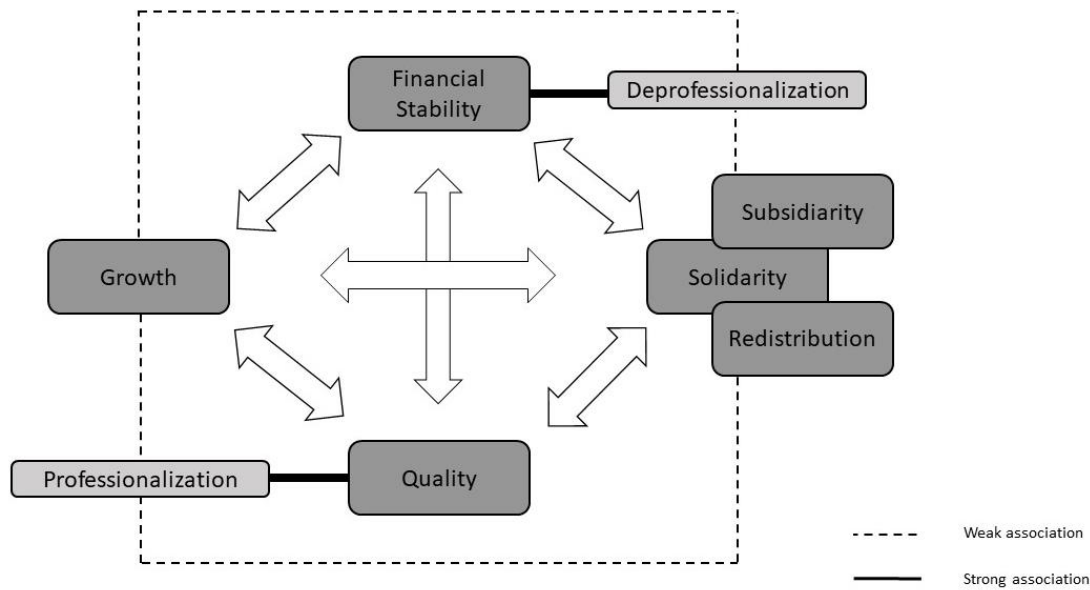 Financial
Stability
Deprofessionalization
Subsidiarity
Growth
Solidarity
Redistribution
Professionalization
Quality
Weak association
Strong association